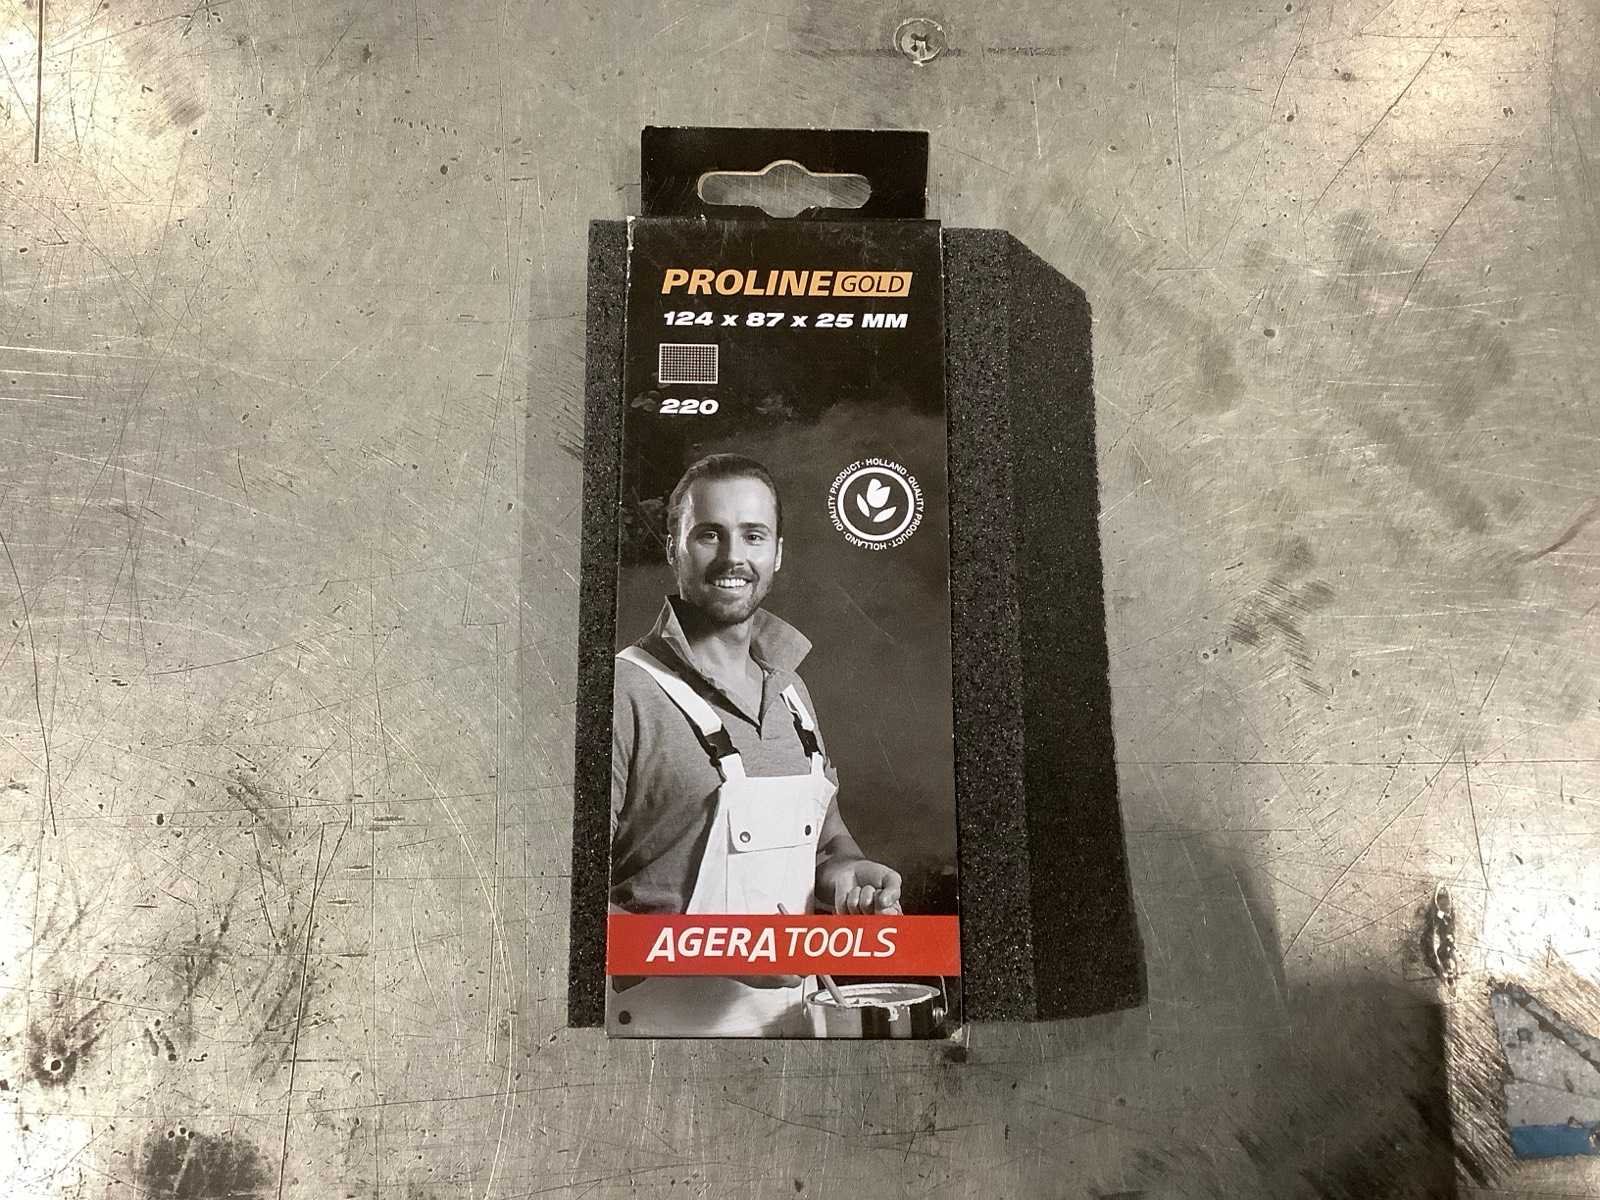 PROLINE GOLD
124 x 87 x 25 MM
220
QUALITY PRODUCT · HOLLAND · QUALITY PRODUCT · HOLLAND ·
AGERA TOOLS